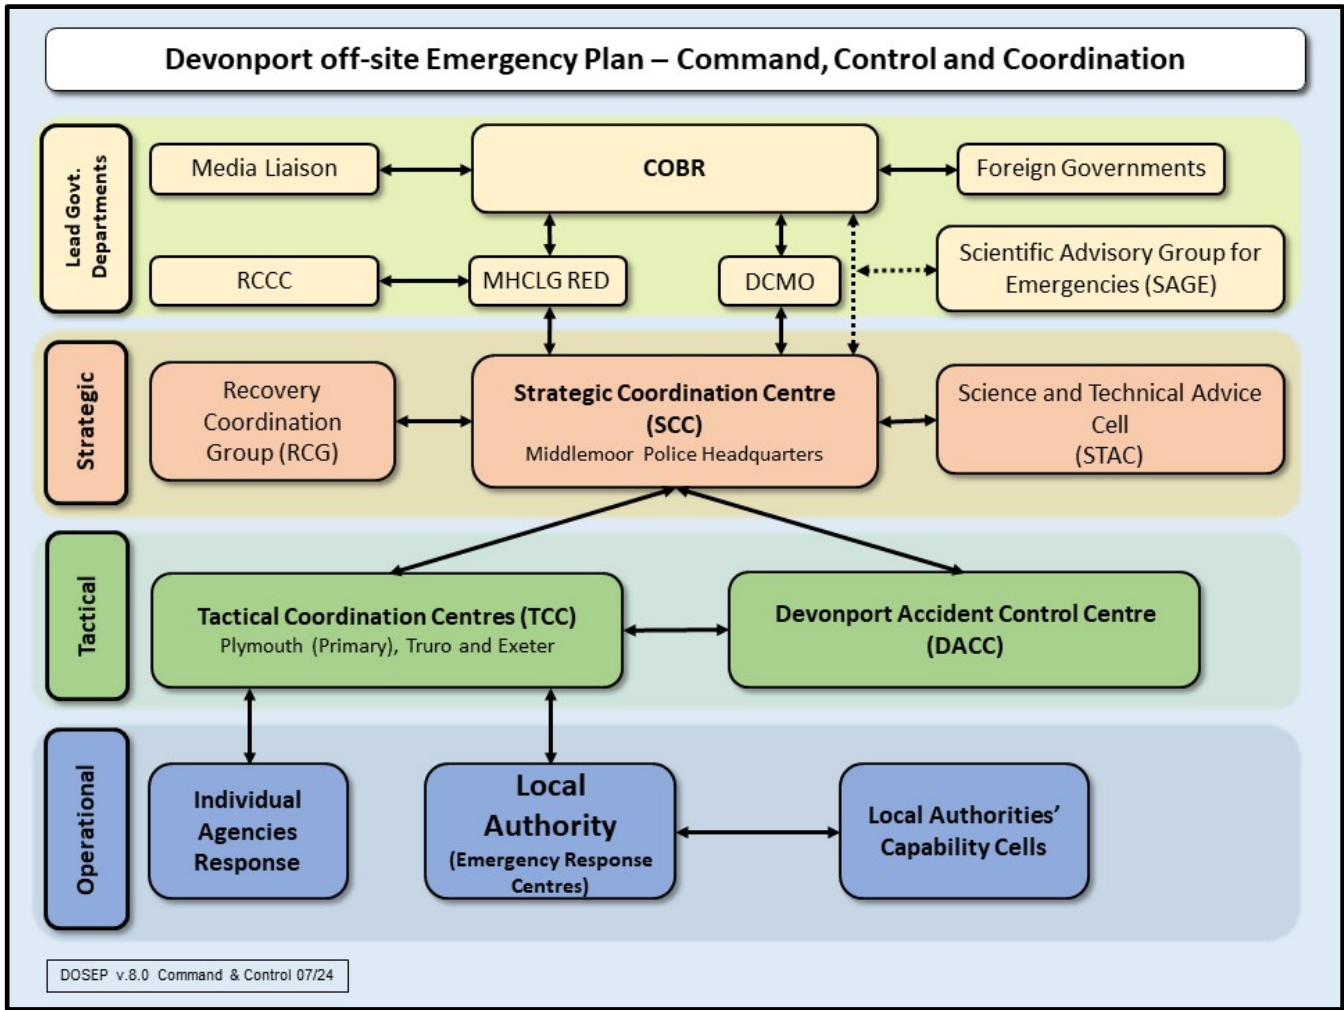 Devonport off-site Emergency Plan – Command, Control and Coordination
Lead Govt.
Departments
Media Liaison
COBR
Foreign Governments
RCCC
MHCLG RED
DCMO
Scientific Advisory Group for
Emergencies (SAGE)
Strategic
Recovery
Coordination
Group (RCG)
Strategic Coordination Centre
(SCC)
Middlemoor Police Headquarters
Science and Technical Advice
Cell
(STAC)
Tactical
Tactical Coordination Centres (TCC)
Plymouth (Primary), Truro and Exeter
Devonport Accident Control Centre
(DACC)
Operational
Individual
Agencies
Response
Local
Authority
(Emergency Response
Centres)
Local Authorities’
Capability Cells
DOSEP v.8.0 Command & Control 07/24